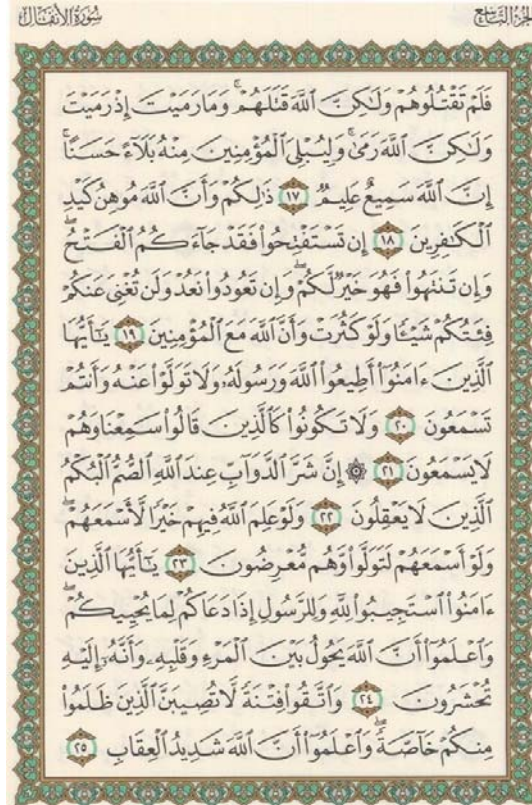 الجزء التاسع
سورة الأنفال
فَلَمْ تَقْتُلُوهُمْ وَلَٰكِنَّ ٱللَّهَ قَتَلَهُمْ ۚ وَمَا رَمَيْتَ إِذْ رَمَيْتَ
وَلَٰكِنَّ ٱللَّهَ رَمَىٰ ۚ وَلِيُبْلِىَ ٱلْمُؤْمِنِينَ مِنْهُ بَلَآءً حَسَنًا ۚ
إِنَّ ٱللَّهَ سَمِيعٌ عَلِيمٌ ١٧ ذَٰلِكُمْ وَأَنَّ ٱللَّهَ مُوهِنُ كَيْدِ
ٱلْكَٰفِرِينَ ١٨ إِن تَسْتَفْتِحُوا۟ فَقَدْ جَآءَكُمُ ٱلْفَتْحُ ۖ
وَإِن تَنتَهُوا۟ فَهُوَ خَيْرٌ لَّكُمْ ۖ وَإِن تَعُودُوا۟ نَعُدْ وَلَن تُغْنِىَ عَنكُمْ
فِئَتُكُمْ شَيْـًٔا وَلَوْ كَثُرَتْ وَأَنَّ ٱللَّهَ مَعَ ٱلْمُؤْمِنِينَ ١٩ يَٰٓأَيُّهَا
ٱلَّذِينَ ءَامَنُوٓا۟ أَطِيعُوا۟ ٱللَّهَ وَرَسُولَهُۥ وَلَا تَوَلَّوْا۟ عَنْهُ وَأَنتُمْ
تَسْمَعُونَ ٢٠ وَلَا تَكُونُوا۟ كَٱلَّذِينَ قَالُوا۟ سَمِعْنَا وَهُمْ
لَا يَسْمَعُونَ ٢١ ۞ إِنَّ شَرَّ ٱلدَّوَآبِّ عِندَ ٱللَّهِ ٱلصُّمُّ ٱلْبُكْمُ
ٱلَّذِينَ لَا يَعْقِلُونَ ٢٢ وَلَوْ عَلِمَ ٱللَّهُ فِيهِمْ خَيْرًا لَّأَسْمَعَهُمْ ۖ
وَلَوْ أَسْمَعَهُمْ لَتَوَلَّوا۟ وَّهُم مُّعْرِضُونَ ٢٣ يَٰٓأَيُّهَا ٱلَّذِينَ
ءَامَنُوا۟ ٱسْتَجِيبُوا۟ لِلَّهِ وَلِلرَّسُولِ إِذَا دَعَاكُمْ لِمَا يُحْيِيكُمْ ۖ
وَٱعْلَمُوٓا۟ أَنَّ ٱللَّهَ يَحُولُ بَيْنَ ٱلْمَرْءِ وَقَلْبِهِۦ وَأَنَّهُۥٓ إِلَيْهِ
تُحْشَرُونَ ٢٤ وَٱتَّقُوا۟ فِتْنَةً لَّا تُصِيبَنَّ ٱلَّذِينَ ظَلَمُوا۟
مِنكُمْ خَآصَّةً ۖ وَٱعْلَمُوٓا۟ أَنَّ ٱللَّهَ شَدِيدُ ٱلْعِقَابِ ٢٥